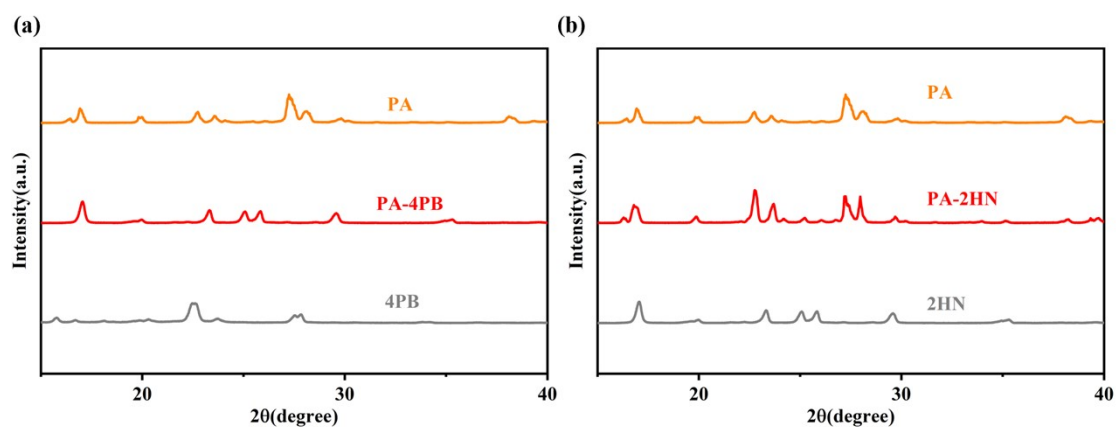 (a)
Intensity(a.u.)
PA
PA-4PB
4PB
20
30
40
2θ(degree)
(b)
Intensity(a.u.)
PA
PA-2HN
2HN
20
30
40
2θ(degree)